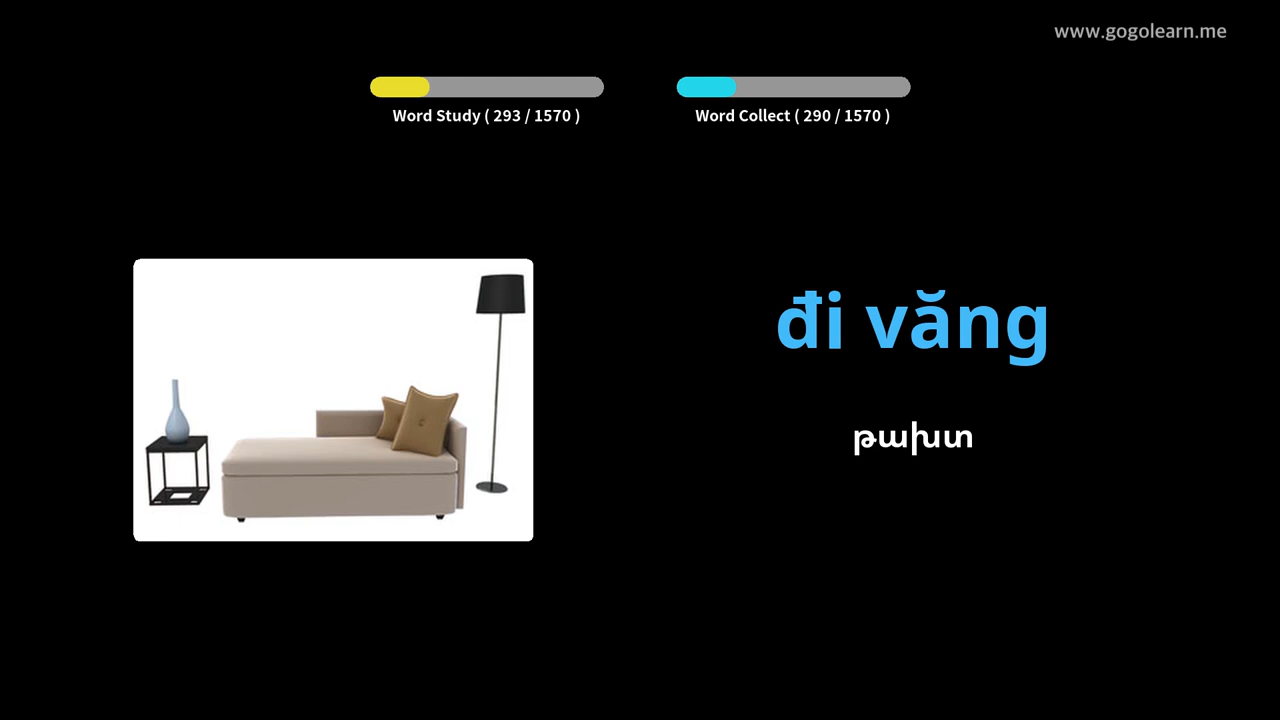 www.gogolearn.me
Word Study ( 293 / 1570 )
Word Collect ( 290 / 1570 )
đi văng
թախտ